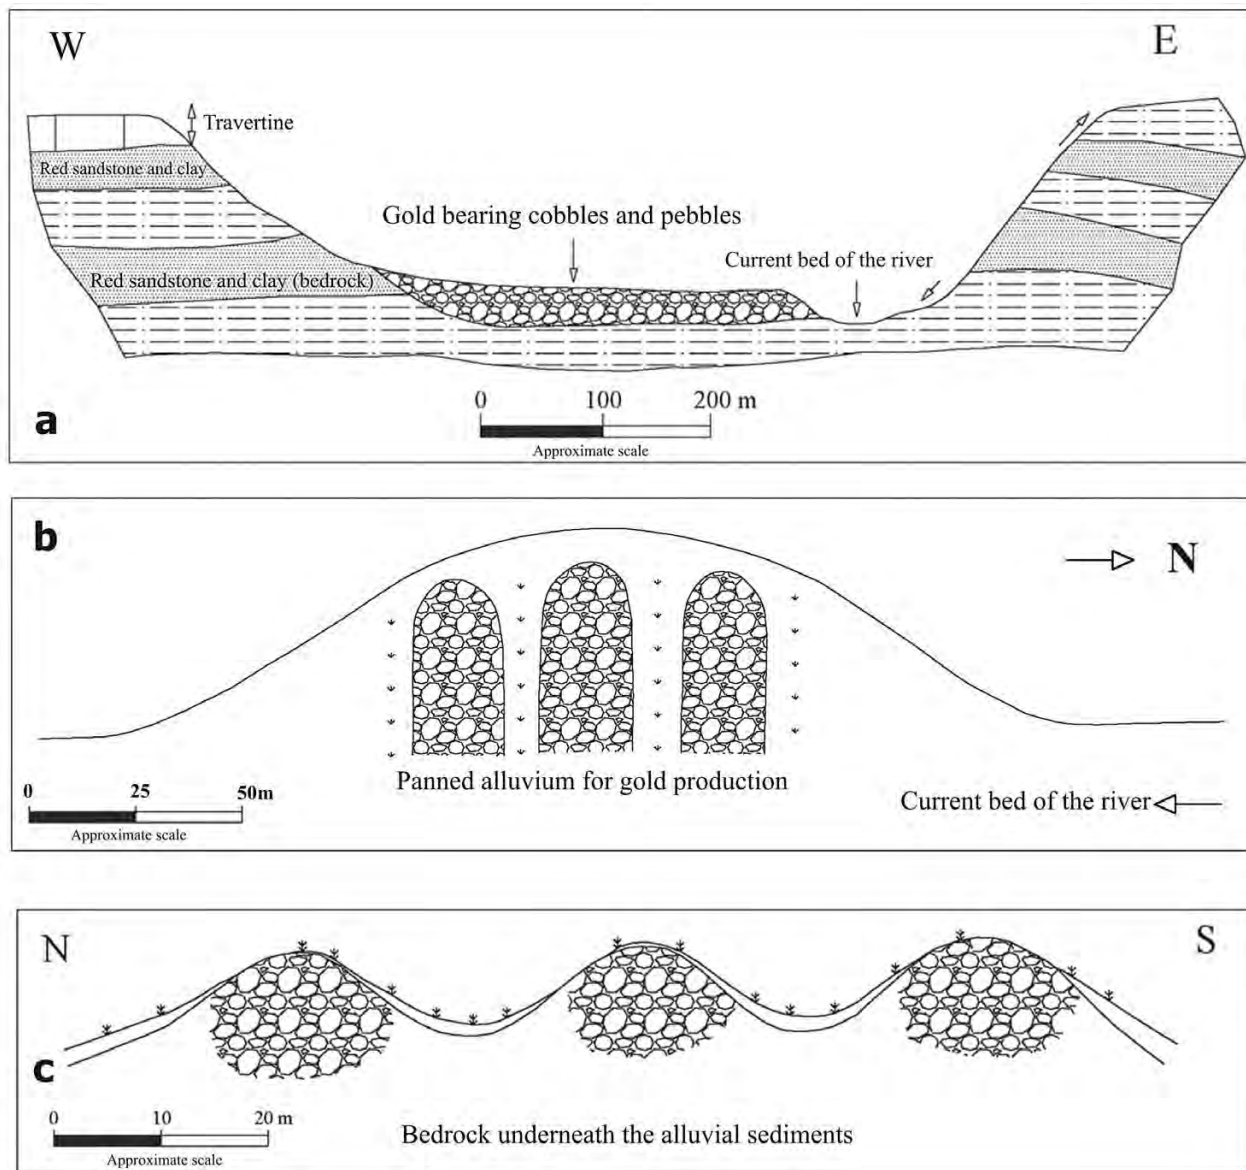 W
E
Travertine
Red sandstone and clay
Gold bearing cobbles and pebbles
Current bed of the river
Red sandstone and clay (bedrock)
0 100 200 m
Approximate scale
a
b
N
Panned alluvium for gold production
0 25 50m
Approximate scale
Current bed of the river
N
S
c
0 10 20 m
Approximate scale
Bedrock underneath the alluvial sediments